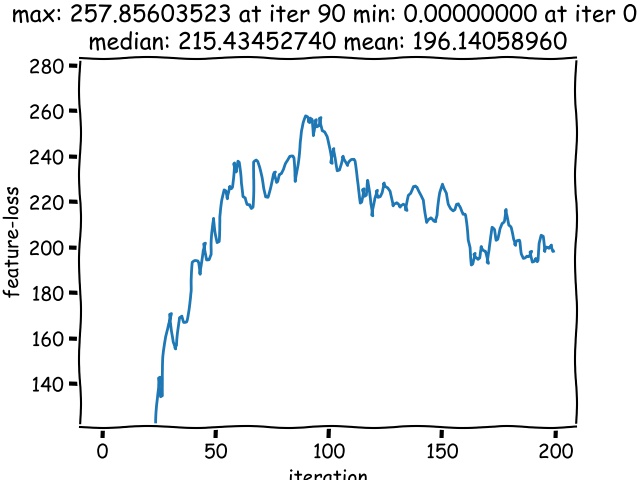 max: 257.85603523 at iter 90 min: 0.00000000 at iter 0
median: 215.43452740 mean: 196.14058960
280
260
240
220
200
180
160
140
feature-loss
0 50 100 150 200
iteration